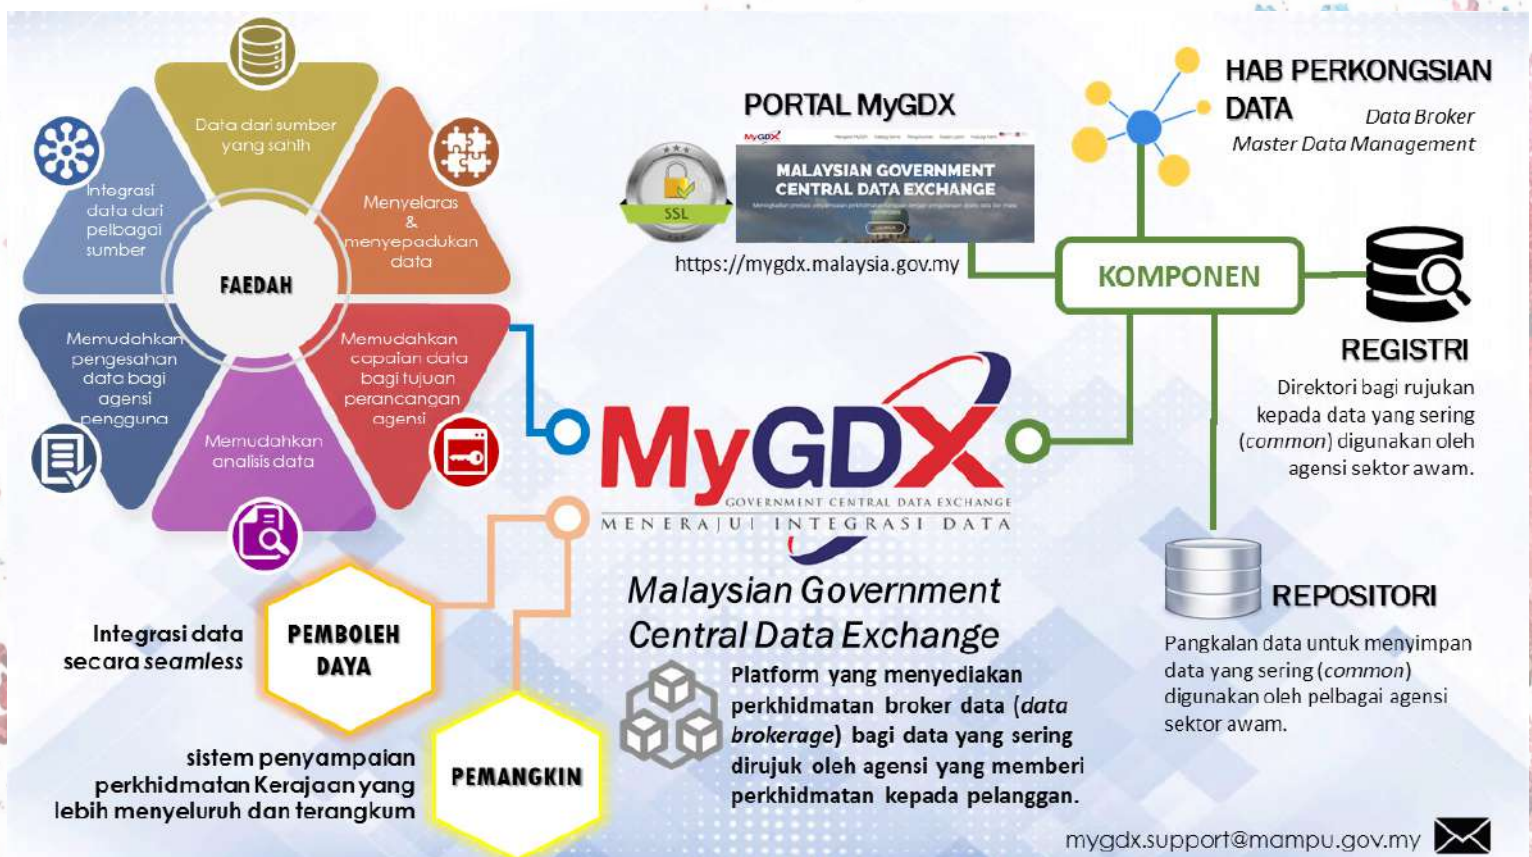 Data dari sumber
yang sahih
Menyelaras
&
menyepadukan
data
Integrasi
data dari
pelbagai
sumber
FAEDAH
Memudahkan
pengesahan
data bagi
agensi
pengguna
Memudahkan
capaian data
bagi tujuan
perancangan
agensi
Memudahkan
analisis data
PORTAL MyGDX
MyGDX
MALAYSIAN GOVERNMENT
CENTRAL DATA EXCHANGE
SSL
https://mygdx.malaysia.gov.my
HAB PERKONGSIAN
DATA
Data Broker
Master Data Management
KOMPONEN
REGISTRI
Direktori bagi rujukan
kepada data yang sering
(common) digunakan oleh
agensi sektor awam.
MyGDX
GOVERNMENT CENTRAL DATA EXCHANGE
MENERAJUI INTEGRASI DATA
Malaysian Government
Central Data Exchange
Platform yang menyediakan
perkhidmatan broker data (data
brokerage) bagi data yang sering
dirujuk oleh agensi yang memberi
perkhidmatan kepada pelanggan.
REPOSITORI
Pangkalan data untuk menyimpan
data yang sering (common)
digunakan oleh pelbagai agensi
sektor awam.
Integrasi data
secara seamless
PEMBOLEH
DAYA
sistem penyampaian
perkhidmatan Kerajaan yang
lebih menyeluruh dan terangkum
PEMANGKIN
mygdx.support@mampu.gov.my